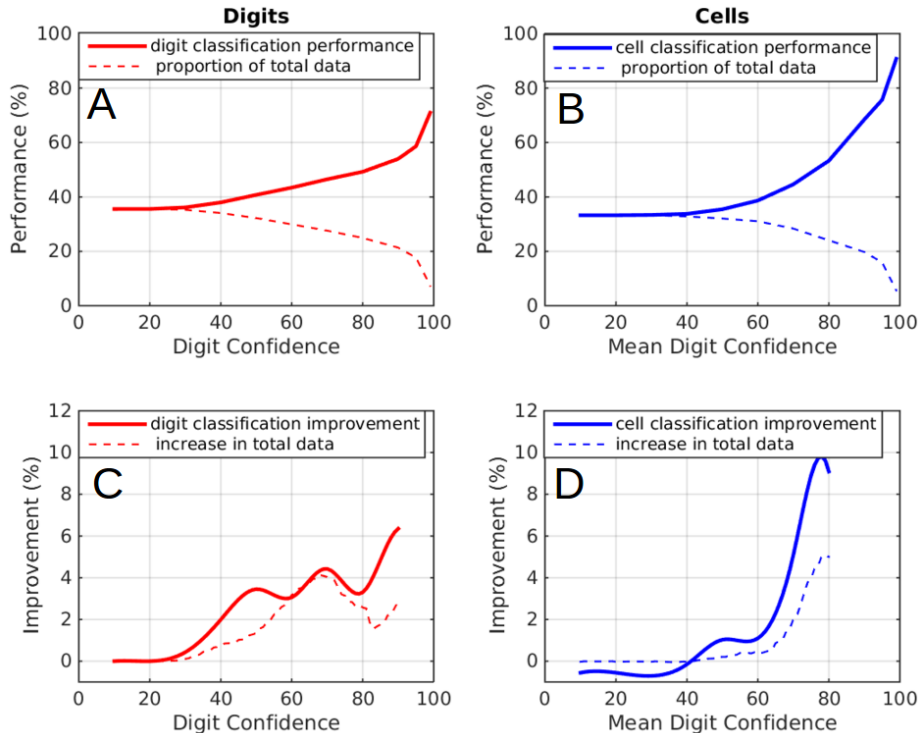 Digits
digit classification performance
proportion of total data
A
Performance (%)
100
80
60
40
20
0
0 20 40 60 80 100
Digit Confidence
Cells
cell classification performance
proportion of total data
B
Performance (%)
100
80
60
40
20
0
0 20 40 60 80 100
Mean Digit Confidence
digit classification improvement
increase in total data
C
Improvement (%)
12
10
8
6
4
2
0
0 20 40 60 80 100
Digit Confidence
cell classification improvement
increase in total data
D
Improvement (%)
12
10
8
6
4
2
0
0 20 40 60 80 100
Mean Digit Confidence